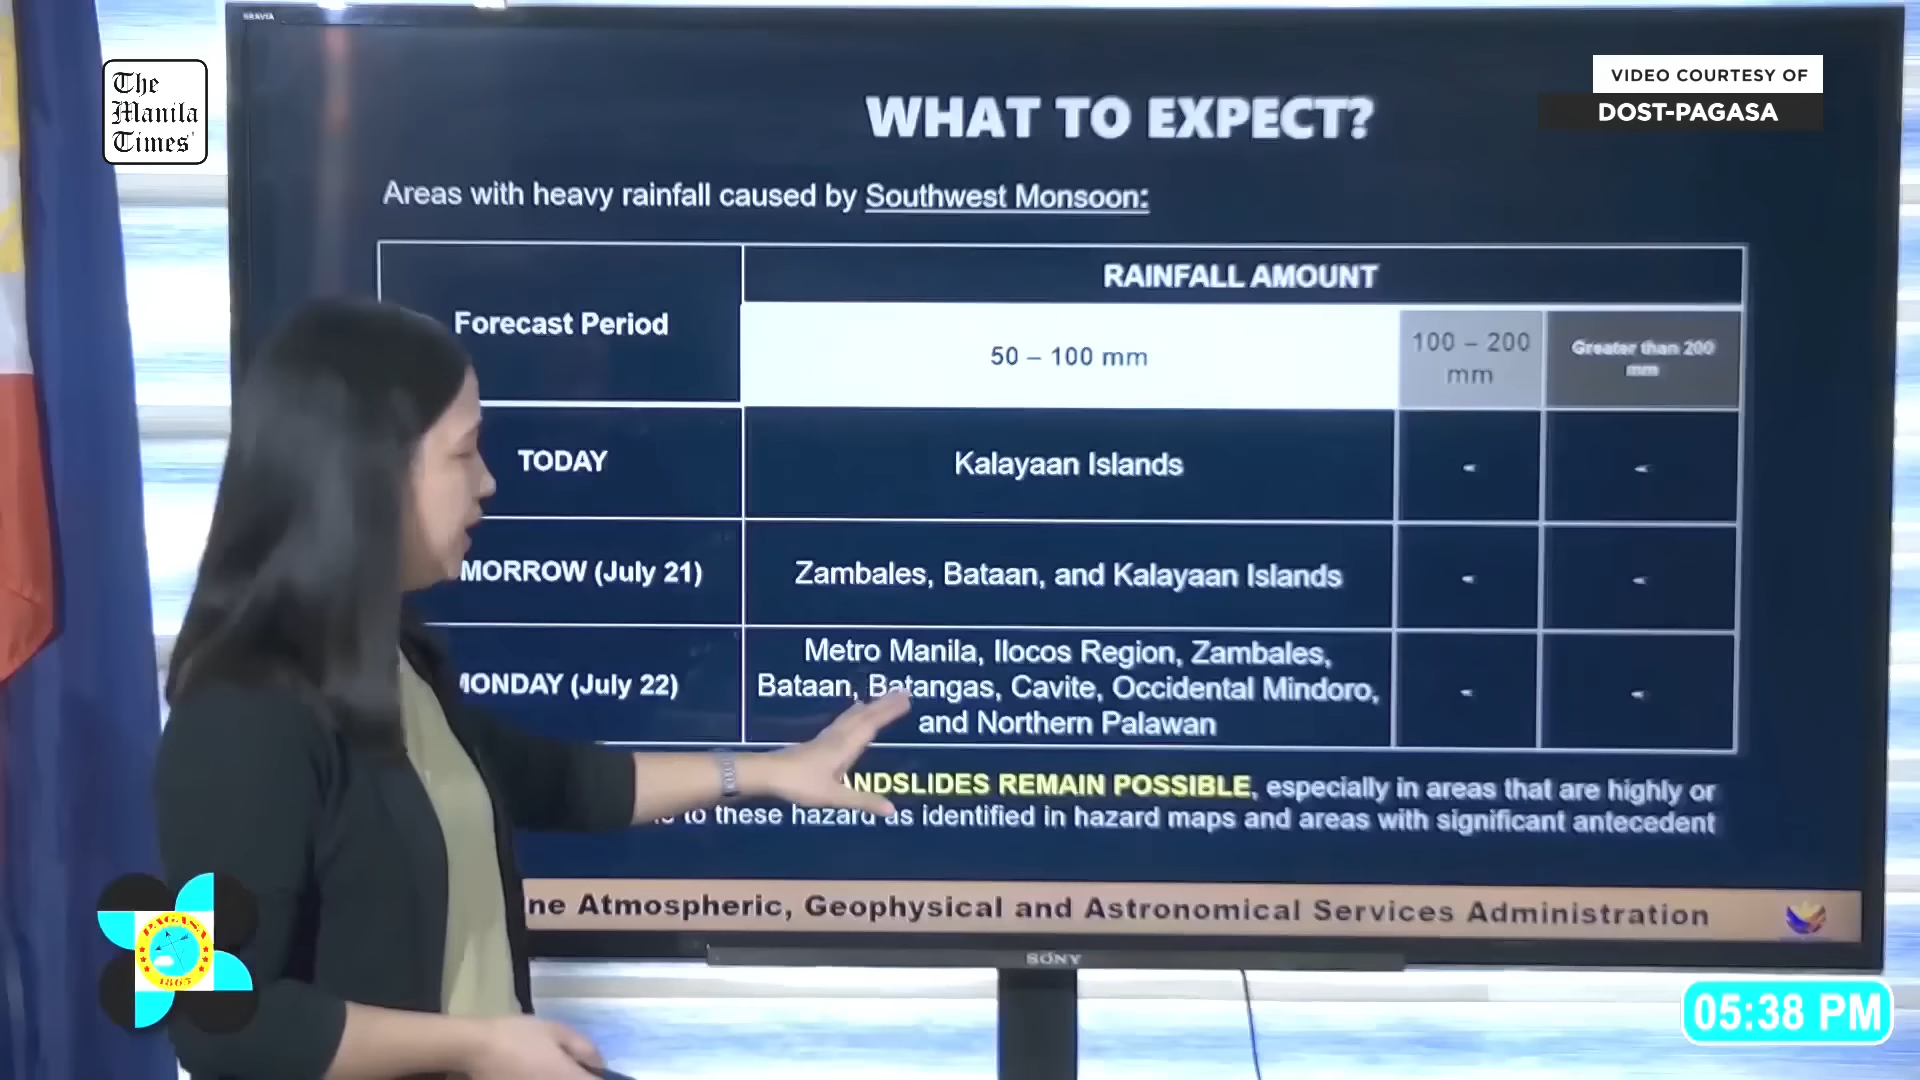 BRAVIA
The
Manila
Times
VIDEO COURTESY OF
DOST-PAGASA
WHAT TO EXPECT?
Areas with heavy rainfall caused by Southwest Monsoon:
Forecast Period
RAINFALL AMOUNT
50 – 100 mm
100 – 200
mm
Greater than 200
mm
TODAY
Kalayaan Islands
-
-
MORROW (July 21)
Zambales, Bataan, and Kalayaan Islands
-
-
MONDAY (July 22)
Metro Manila, Ilocos Region, Zambales,
Bataan, Batangas, Cavite, Occidental Mindoro,
and Northern Palawan
-
-
ANDSLIDES REMAIN POSSIBLE, especially in areas that are highly or
to these hazard as identified in hazard maps and areas with significant antecedent
ne Atmospheric, Geophysical and Astronomical Services Administration
SONY
PAGASA
1865
05:38 PM